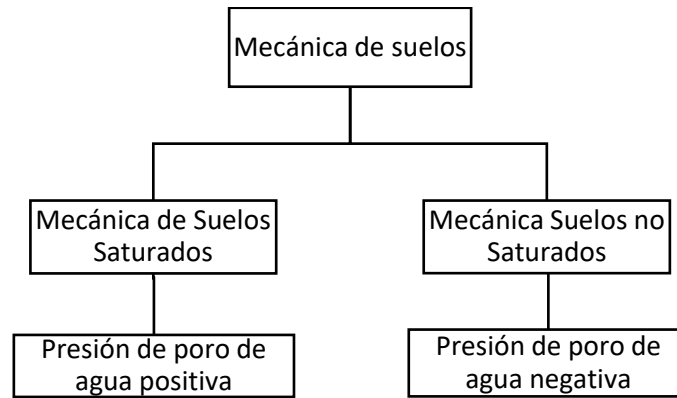 Mecánica de suelos
Mecánica de Suelos
Saturados
Mecánica Suelos no
Saturados
Presión de poro de
agua positiva
Presión de poro de
agua negativa